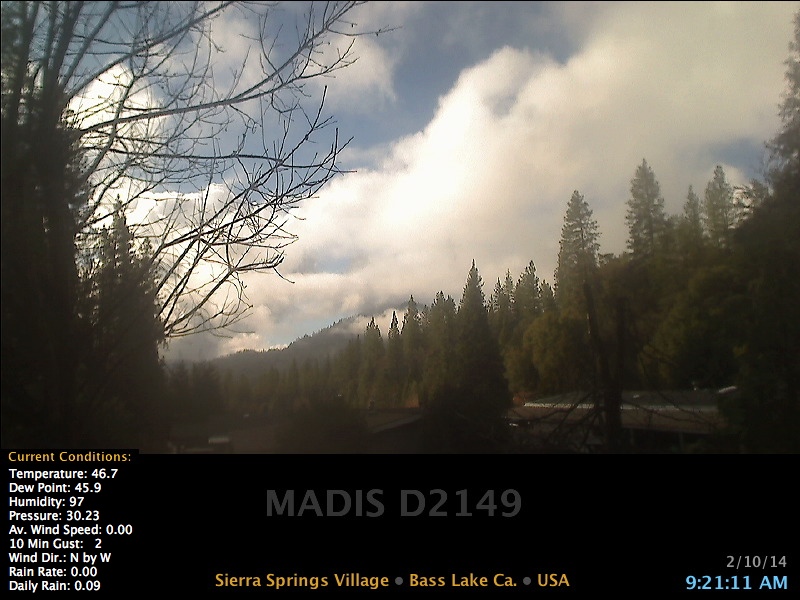 Current Conditions:
Temperature: 46.7
Dew Point: 45.9
Humidity: 97
Pressure: 30.23
Av. Wind Speed: 0.00
10 Min Gust: 2
Wind Dir.: N by W
Rain Rate: 0.00
Daily Rain: 0.09
MADIS D2149
Sierra Springs Village • Bass Lake Ca. • USA
2/10/14
9:21:11 AM